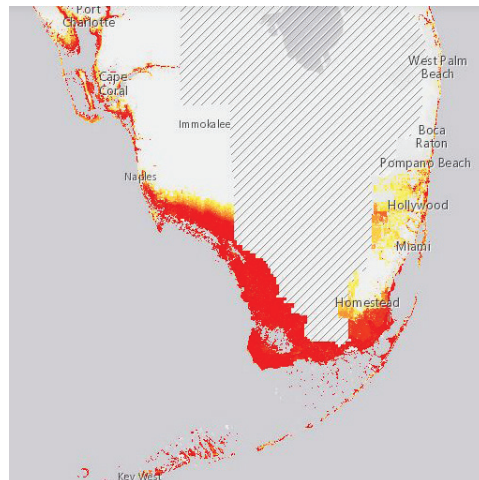 Port
Charlotte
Cape
Coral
West Palm
Beach
Immokalee
Boca
Raton
Pompano Beach
Naples
Hollywood
Miami
Homestead
Key West